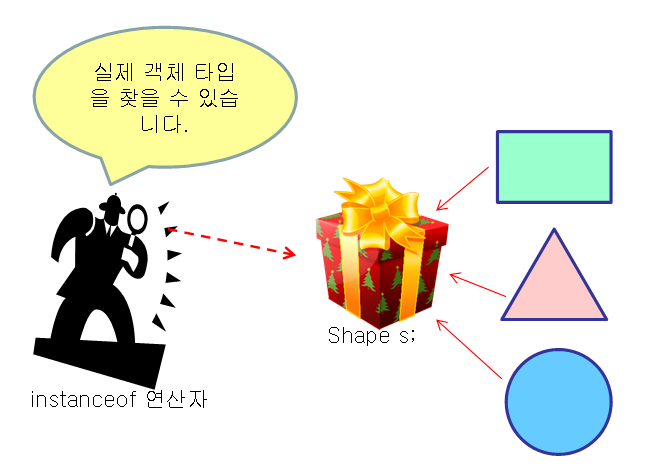 실제 객체 타입
을 찾을 수 있습
니다.
Shape s;
instanceof 연산자